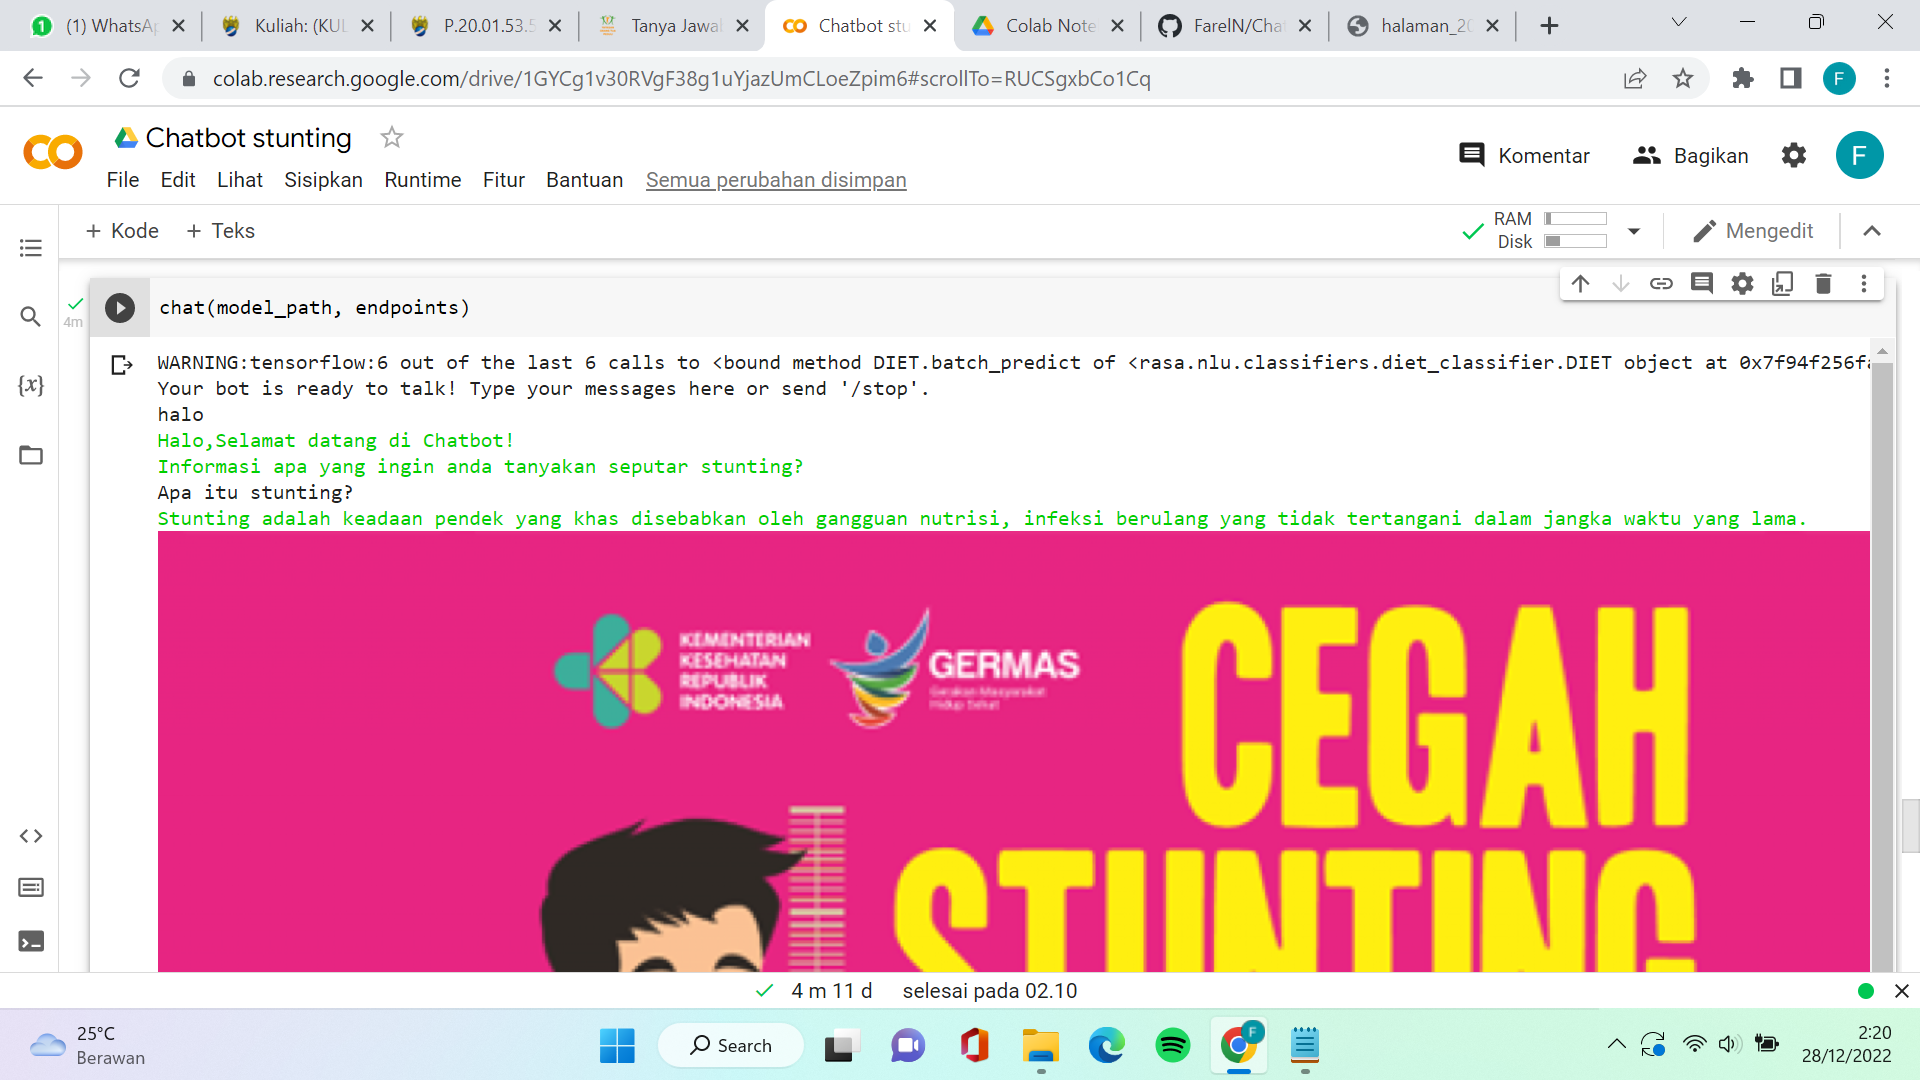 (1) WhatsAp
Kuliah: (KUL
P.20.01.53.5
Tanya Jawal
Chatbot stu
Colab Note
FarelN/Cha
halaman_20
colab.research.google.com/drive/1GYCg1v30RVgF38g1uYjazUmCLoeZpim6#scrollTo=RUCSgxbCo1Cq
F
Chatbot stunting
Komentar
Bagikan
F
File Edit Lihat Sisipkan Runtime Fitur Bantuan Semua perubahan disimpan
+ Kode + Teks
RAM
Disk
Mengedit
4m
chat(model_path, endpoints)
WARNING:tensorflow:6 out of the last 6 calls to <bound method DIET.batch_predict of <rasa.nlu.classifiers.diet_classifier.DIET object at 0x7f94f256fa
Your bot is ready to talk! Type your messages here or send '/stop'.
halo
Halo,Selamat datang di Chatbot!
Informasi apa yang ingin anda tanyakan seputar stunting?
Apa itu stunting?
Stunting adalah keadaan pendek yang khas disebabkan oleh gangguan nutrisi, infeksi berulang yang tidak tertangani dalam jangka waktu yang lama.
KEMENTERIAN
KESEHATAN
REPUBLIK
INDONESIA
GERMAS
Gerakan Masyarakat
Hidup Sehat
CEGAH
STUNTING
4 m 11 d selesai pada 02.10
25°C
Berawan
Search
F
2:20
28/12/2022